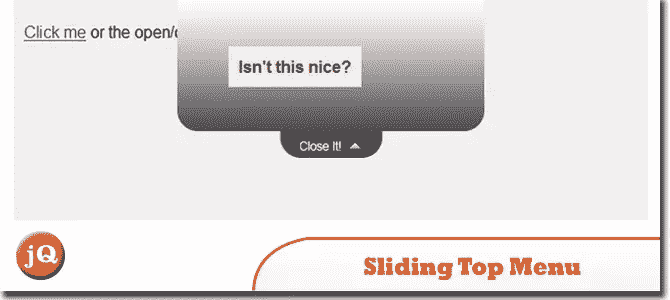 Click me or the open/c
Isn't this nice?
Close It!
jQ
Sliding Top Menu